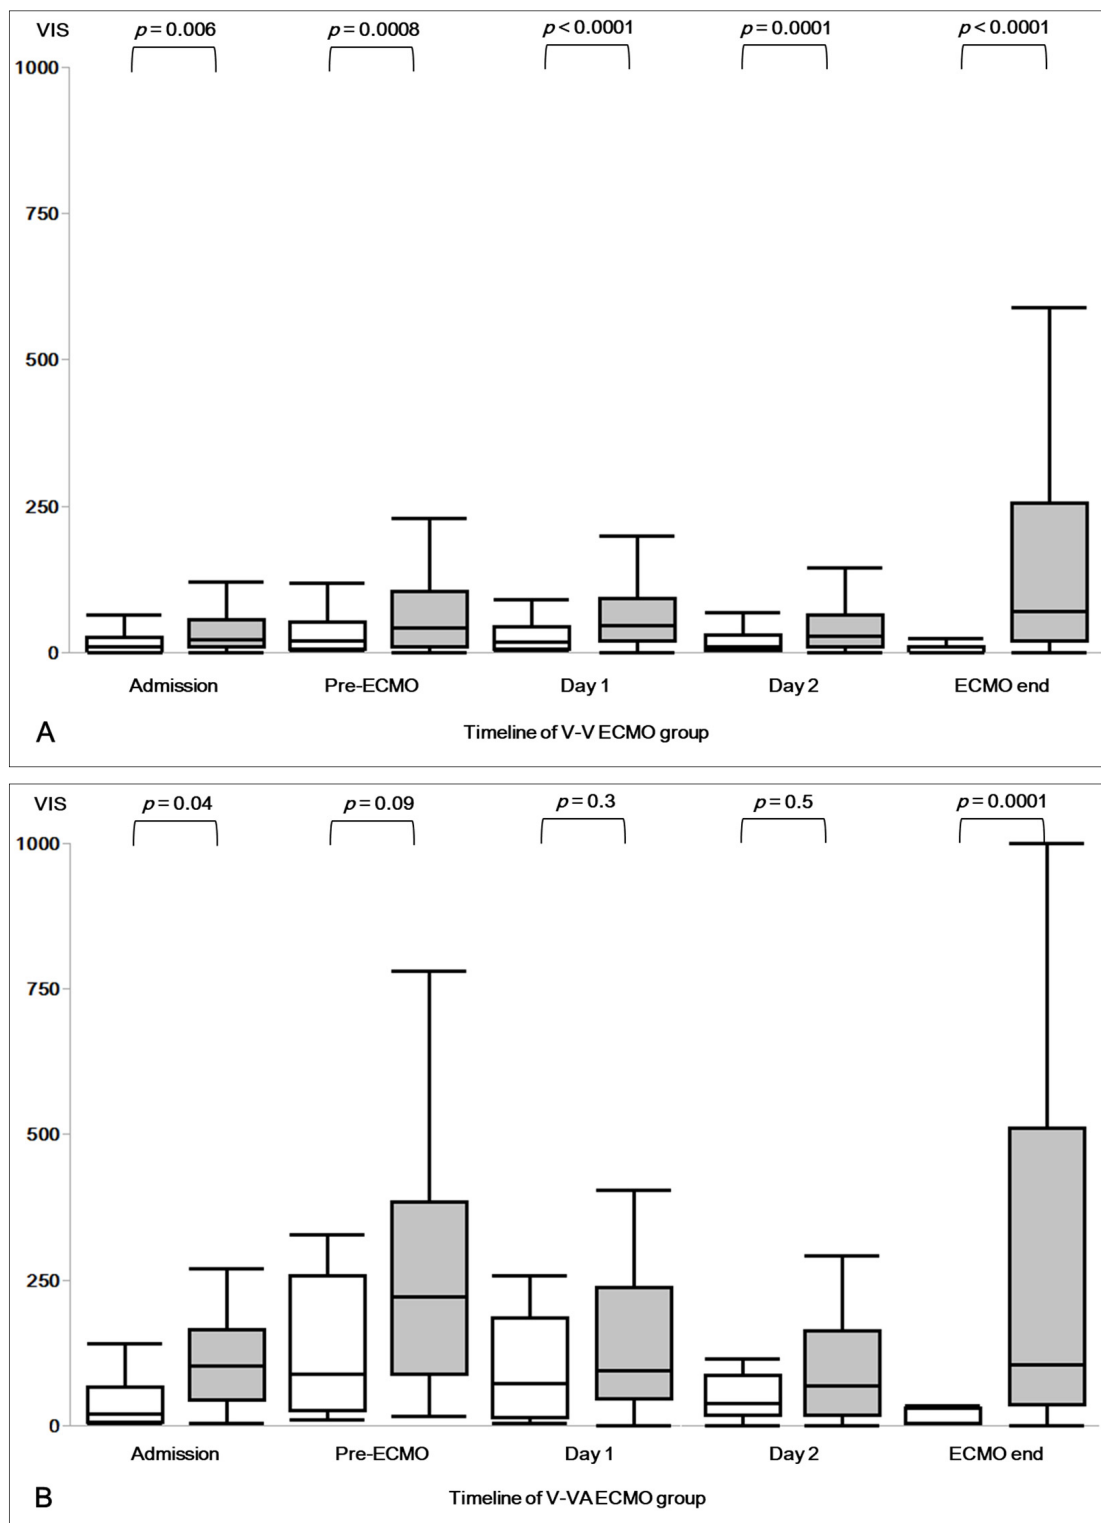 VIS p = 0.006 p = 0.0008 p < 0.0001 p = 0.0001 p < 0.0001
1000
750
500
250
0
Admission Pre-ECMO Day 1 Day 2 ECMO end
A Timeline of V-V ECMO group
VIS p = 0.04 p = 0.09 p = 0.3 p = 0.5 p = 0.0001
1000
750
500
250
0
Admission Pre-ECMO Day 1 Day 2 ECMO end
B Timeline of V-VA ECMO group